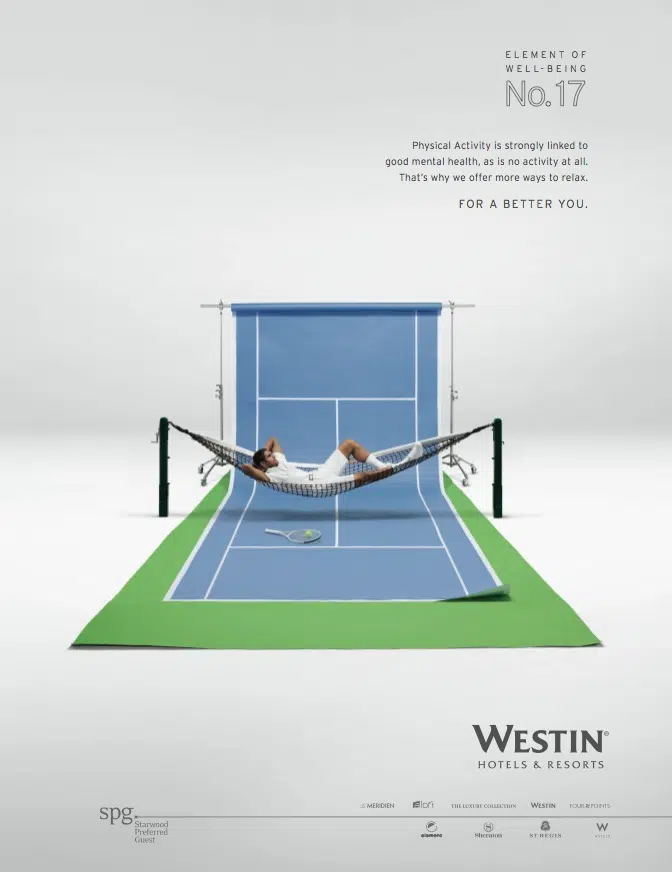 ELEMENT OF
WELL-BEING
No.17
Physical Activity is strongly linked to
good mental health, as is no activity at all.
That's why we offer more ways to relax.
FOR A BETTER YOU.
WESTIN®
HOTELS & RESORTS
spg
Starwood
Preferred
Guest
LE MERIDIEN aloft THE LUXURY COLLECTION WESTIN FOUR POINTS
element Sheraton ST REGIS W
HOTELS